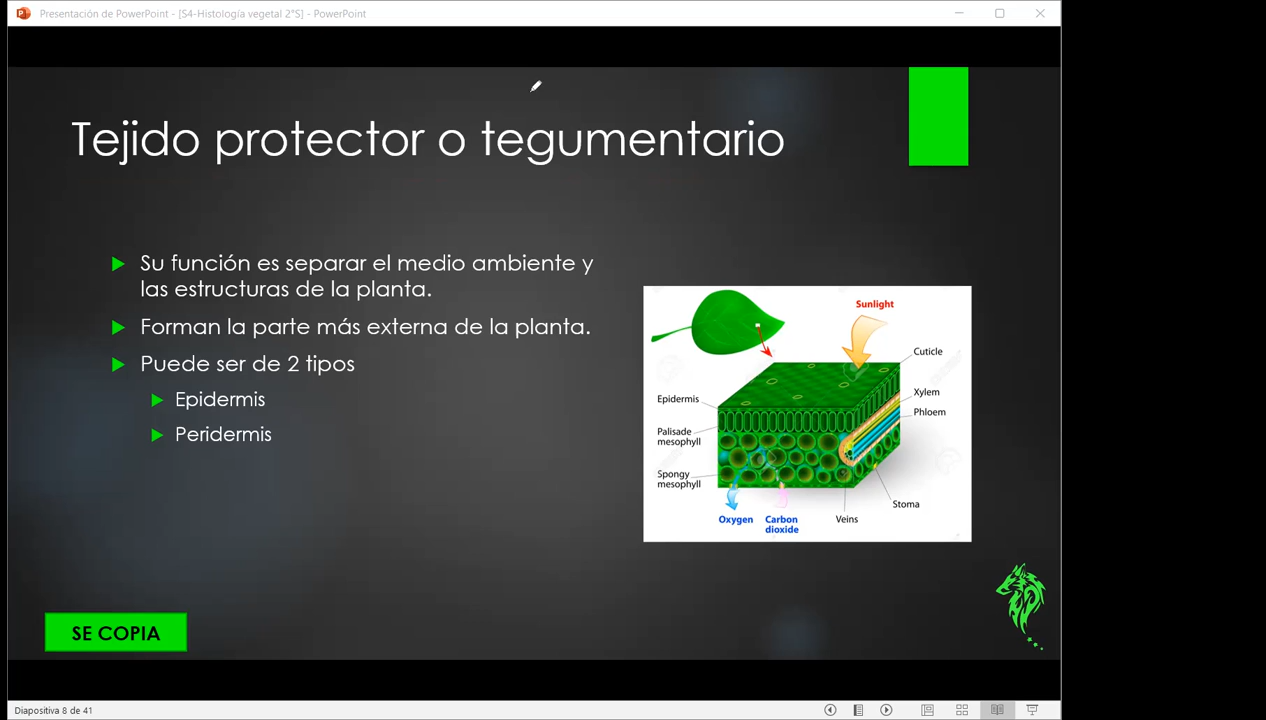 Presentación de PowerPoint - [S4-Histología vegetal 2°S] - PowerPoint
Tejido protector o tegumentario
Su función es separar el medio ambiente y
las estructuras de la planta.
Forman la parte más externa de la planta.
Puede ser de 2 tipos
Epidermis
Peridermis
Sunlight
Cuticle
Xylem
Phloem
Epidermis
Palisade
mesophyll
Spongy
mesophyll
Stoma
Oxygen
Carbon
dioxide
Veins
SE COPIA
Diapositiva 8 de 41